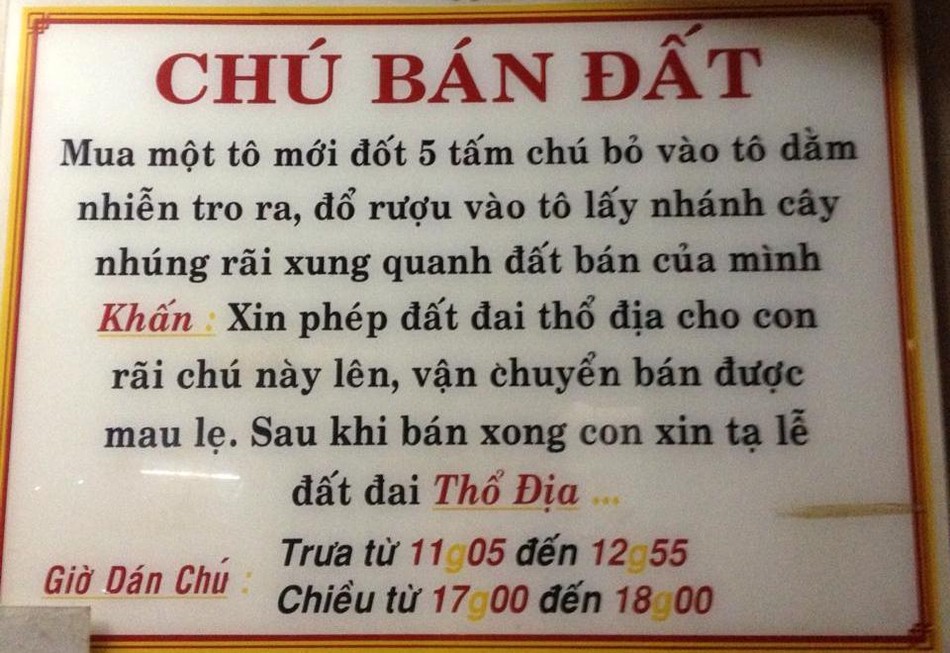 CHÚ BÁN ĐẤT
Mua một tô mới đốt 5 tấm chú bỏ vào tô dằm
nhiễn tro ra, đổ rượu vào tô lấy nhánh cây
nhúng rãi xung quanh đất bán của mình
Khấn : Xin phép đất đai thổ địa cho con
rãi chú này lên, vận chuyển bán được
mau lẹ. Sau khi bán xong con xin tạ lễ
đất đai Thổ Địa ...
Giờ Dán Chú : Trưa từ 11g05 đến 12g55
Chiều từ 17g00 đến 18g00